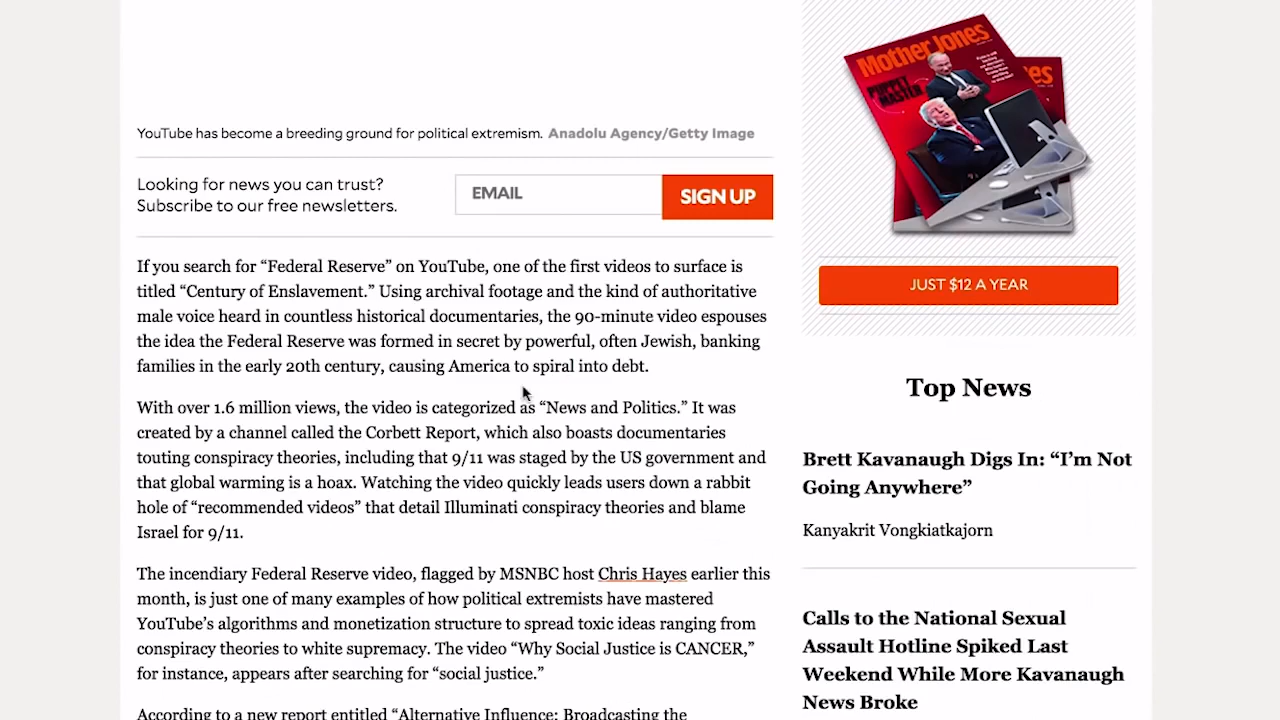 YouTube has become a breeding ground for political extremism. Anadolu Agency/Getty Image
Looking for news you can trust?
Subscribe to our free newsletters.
EMAIL
SIGN UP
If you search for “Federal Reserve” on YouTube, one of the first videos to surface is
titled “Century of Enslavement.” Using archival footage and the kind of authoritative
male voice heard in countless historical documentaries, the 90-minute video espouses
the idea the Federal Reserve was formed in secret by powerful, often Jewish, banking
families in the early 20th century, causing America to spiral into debt.
With over 1.6 million views, the video is categorized as “News and Politics.” It was
created by a channel called the Corbett Report, which also boasts documentaries
touting conspiracy theories, including that 9/11 was staged by the US government and
that global warming is a hoax. Watching the video quickly leads users down a rabbit
hole of “recommended videos” that detail Illuminati conspiracy theories and blame
Israel for 9/11.
The incendiary Federal Reserve video, flagged by MSNBC host Chris Hayes earlier this
month, is just one of many examples of how political extremists have mastered
YouTube’s algorithms and monetization structure to spread toxic ideas ranging from
conspiracy theories to white supremacy. The video “Why Social Justice is CANCER,”
for instance, appears after searching for “social justice.”
According to a new report entitled “Alternative Influence: Broadcasting the
Mother Jones
PUPPET
MASTER
es
JUST $12 A YEAR
Top News
Brett Kavanaugh Digs In: “I’m Not
Going Anywhere”
Kanyakrit Vongkiatkajorn
Calls to the National Sexual
Assault Hotline Spiked Last
Weekend While More Kavanaugh
News Broke